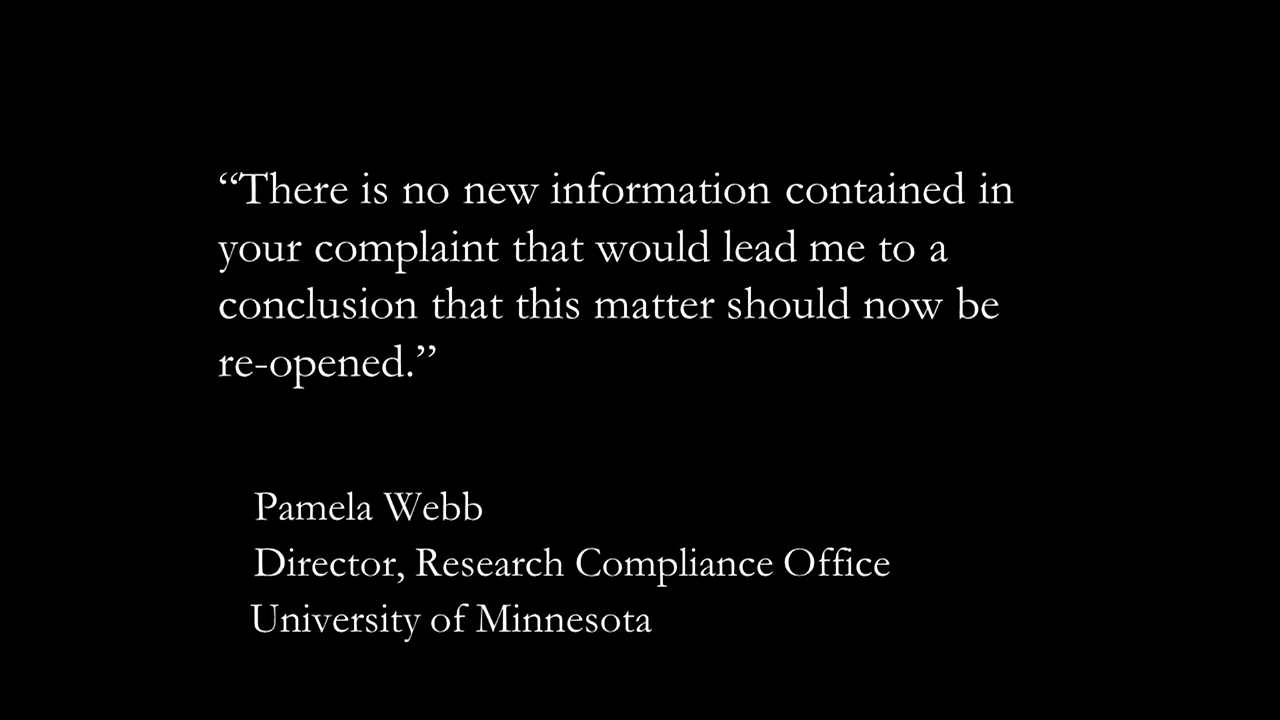 “There is no new information contained in
your complaint that would lead me to a
conclusion that this matter should now be
re-opened.”
Pamela Webb
Director, Research Compliance Office
University of Minnesota